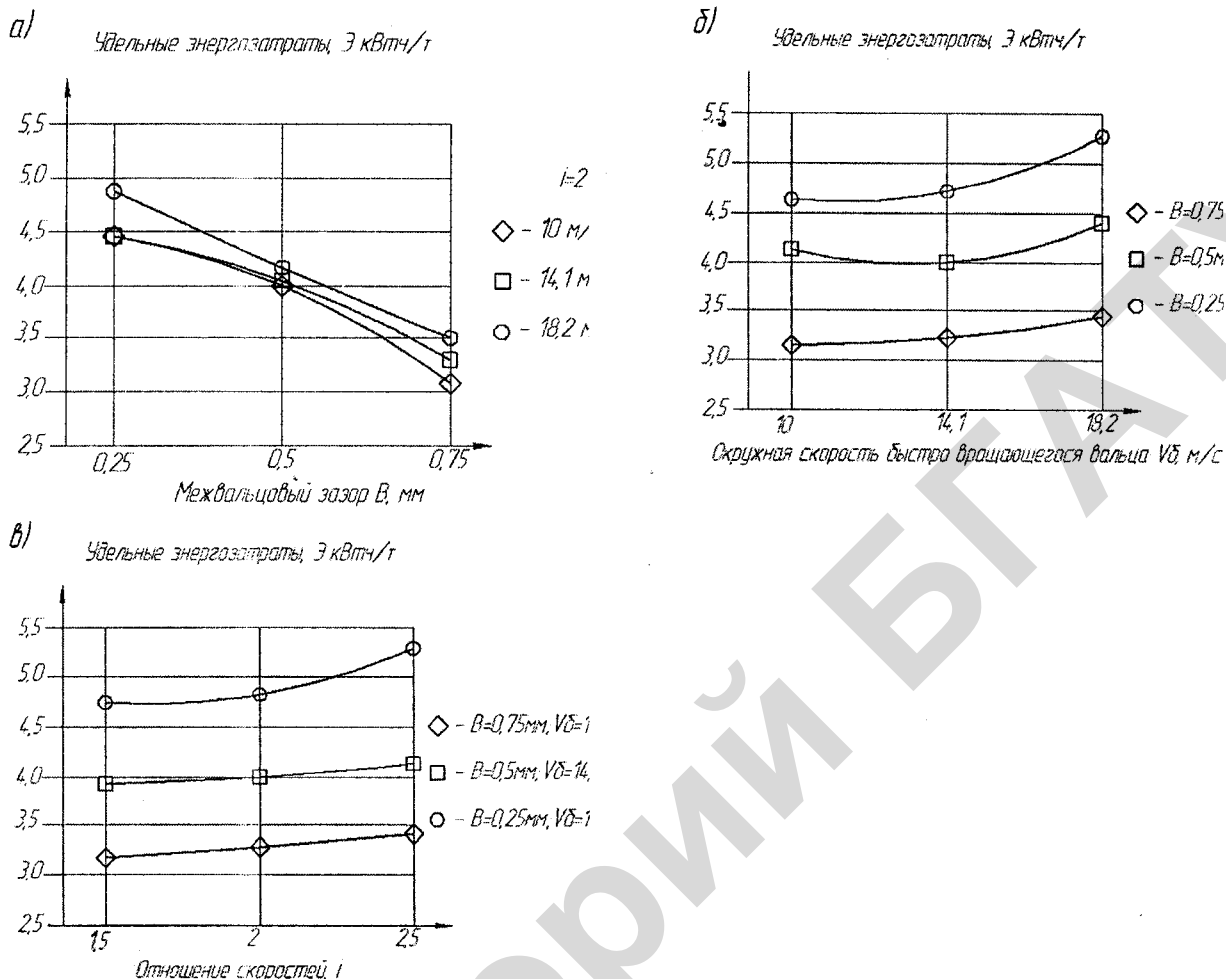 а)
Удельные энергозатраты, Э кВтч/т
5,5
5,0
4,5
4,0
3,5
3,0
2,5
0,25
0,5
0,75
Межвальцовый зазор В, мм
i=2
- 10 м/
- 14,1 м
- 18,2
б)
Удельные энергозатраты, Э кВтч/т
5,5
5,0
4,5
4,0
3,5
3,0
2,5
10
14,1
18,2
Окружная скорость быстро вращающегося вальца Vб, м/с
- В=0,75
- В=0,5м
- В=0,25
в)
Удельные энергозатраты, Э кВтч/т
5,5
5,0
4,5
4,0
3,5
3,0
2,5
1,5
2
2,5
Отношение скоростей, i
- В=0,75мм, Vб=1
- В=0,5мм, Vб=14,
- В=0,25мм, Vб=1
орий БГАТУ